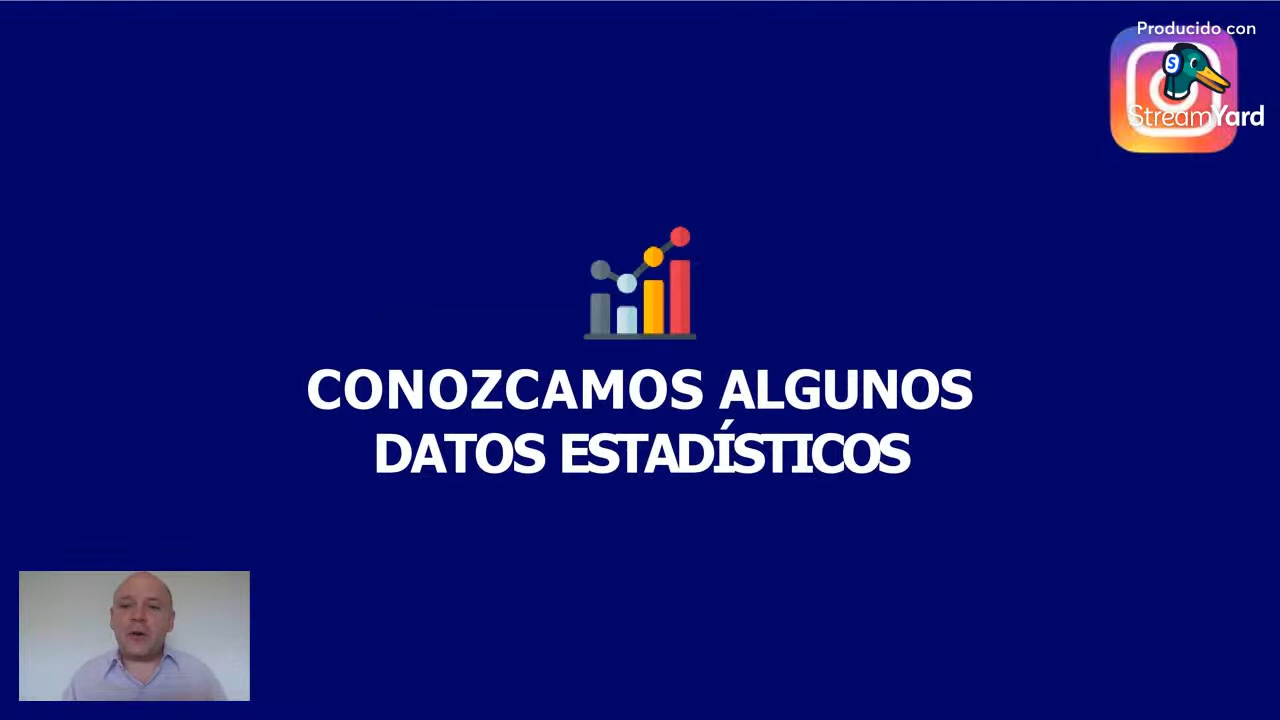 Producido con
StreamYard
CONOZCAMOS ALGUNOS
DATOS ESTADÍSTICOS